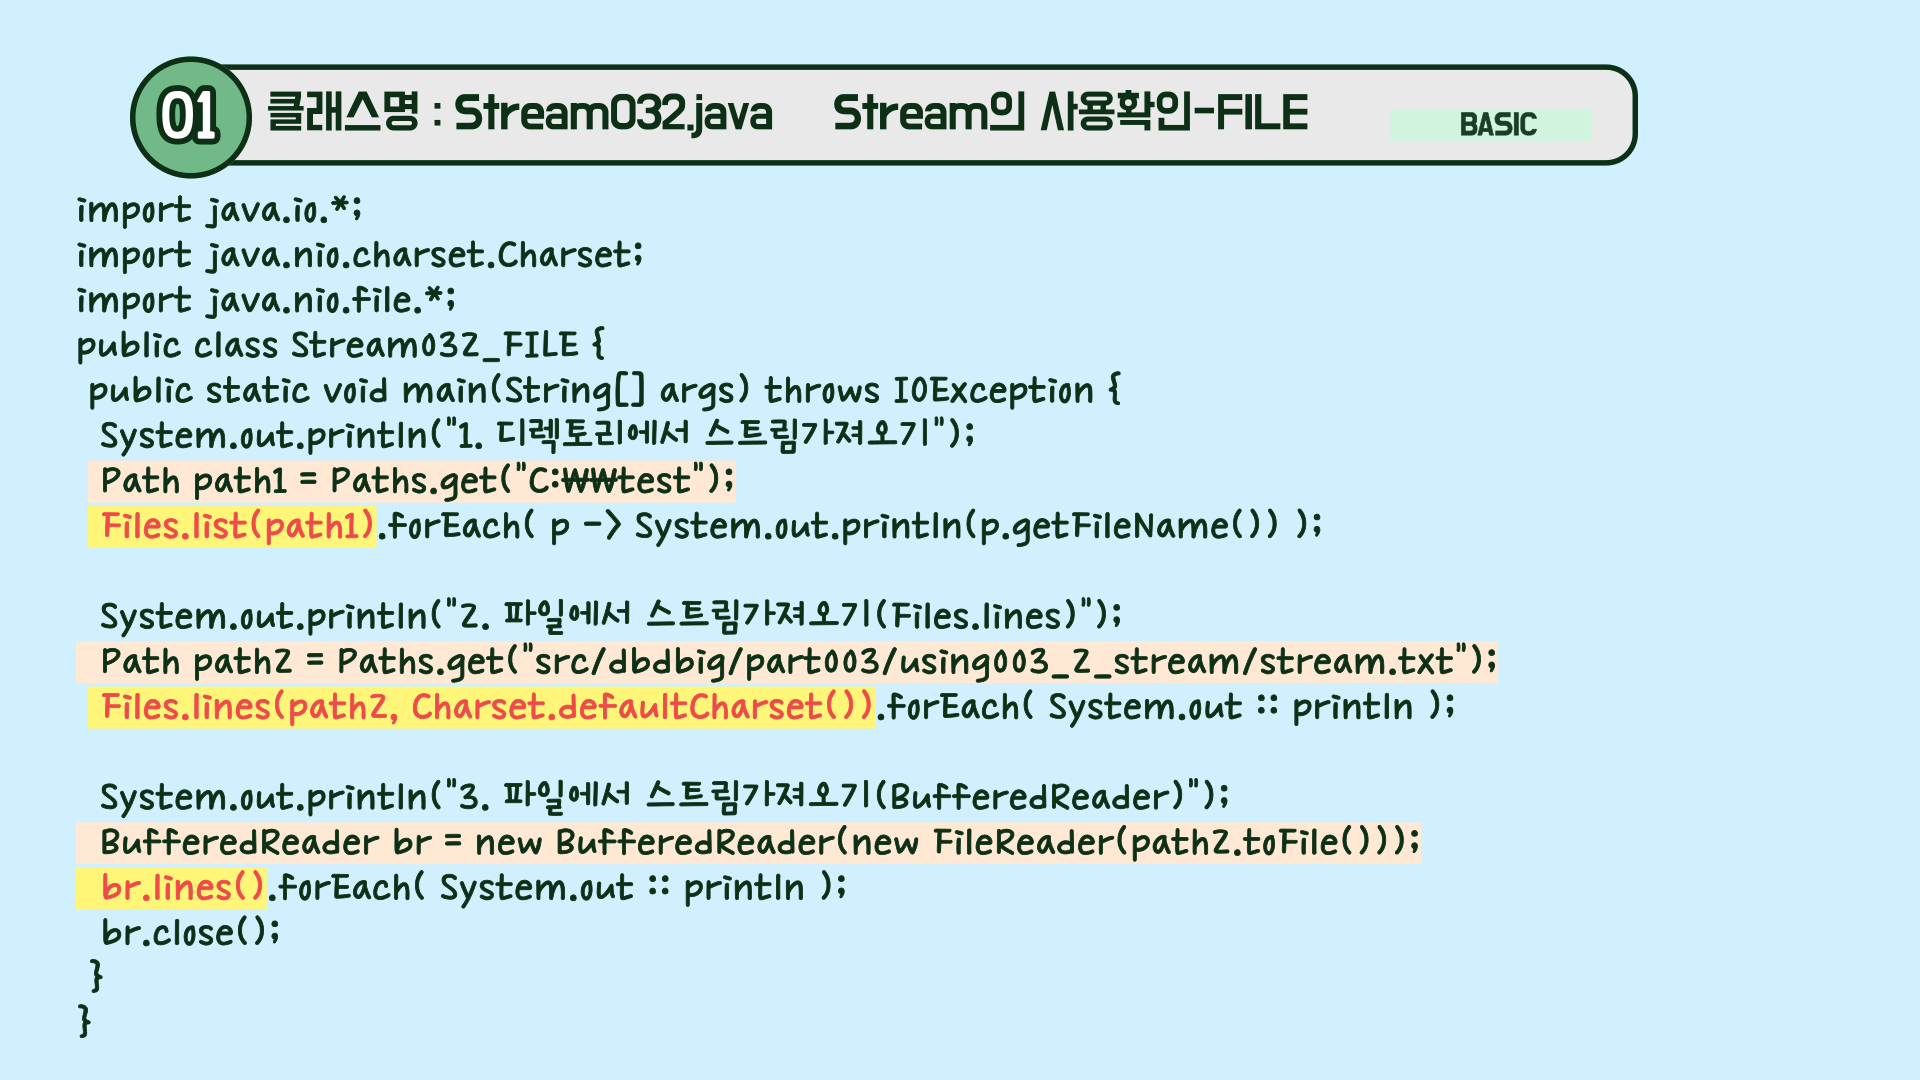 01 클래스명 : Stream032.java Stream의 사용확인-FILE BASIC
import java.io.*;
import java.nio.charset.Charset;
import java.nio.file.*;
public class Stream032_FILE {
public static void main(String[] args) throws IOException {
System.out.println("1. 디렉토리에서 스트림가져오기");
Path path1 = Paths.get("C:₩₩test");
Files.list(path1).forEach( p -> System.out.println(p.getFileName()) );
System.out.println("2. 파일에서 스트림가져오기(Files.lines)");
Path path2 = Paths.get("src/dbdbig/part003/using003_2_stream/stream.txt");
Files.lines(path2, Charset.defaultCharset()).forEach( System.out :: println );
System.out.println("3. 파일에서 스트림가져오기(BufferedReader)");
BufferedReader br = new BufferedReader(new FileReader(path2.toFile()));
br.lines().forEach( System.out :: println );
br.close();
}
}